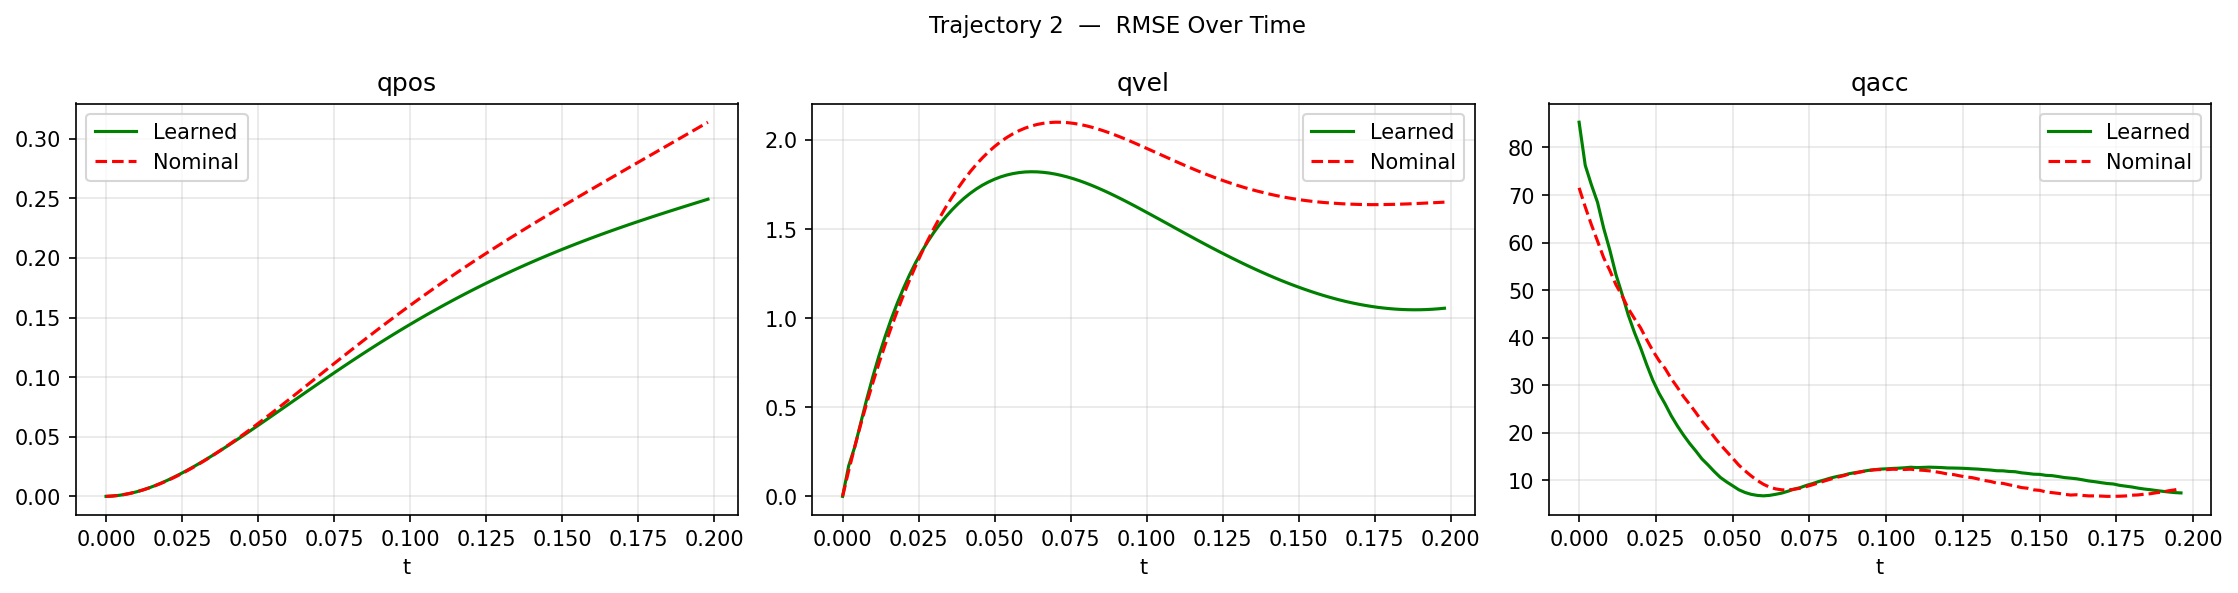 Trajectory 2 — RMSE Over Time
qpos
Learned
Nominal
0.30
0.25
0.20
0.15
0.10
0.05
0.00
0.000 0.025 0.050 0.075 0.100 0.125 0.150 0.175 0.200
t
qvel
Learned
Nominal
2.0
1.5
1.0
0.5
0.0
0.000 0.025 0.050 0.075 0.100 0.125 0.150 0.175 0.200
t
qacc
Learned
Nominal
80
70
60
50
40
30
20
10
0.000 0.025 0.050 0.075 0.100 0.125 0.150 0.175 0.200
t